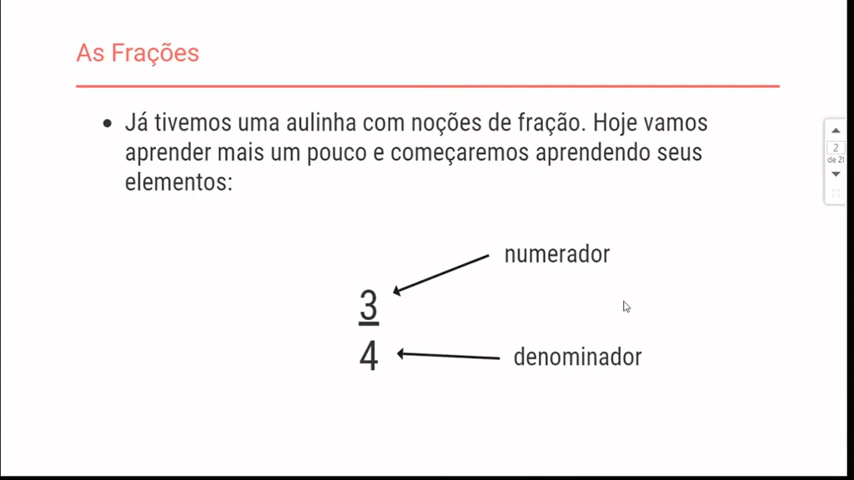 As Frações
• Já tivemos uma aulinha com noções de fração. Hoje vamos
aprender mais um pouco e começaremos aprendendo seus
elementos:
numerador
3
4
denominador
2
de 21